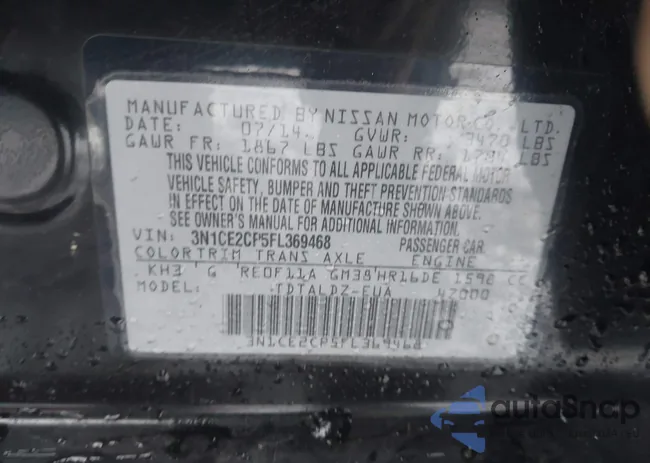 MANUFACTURED BY NISSAN MOTOR CO., LTD.
DATE: 07/14 GVWR: 3470 LBS
GAWR FR: 1867 LBS GAWR RR: LBS
THIS VEHICLE CONFORMS TO ALL APPLICABLE FEDERAL MOTOR
VEHICLE SAFETY, BUMPER AND THEFT PREVENTION STANDARDS
IN EFFECT ON THE DATE OF MANUFACTURE SHOWN ABOVE.
SEE OWNER'S MANUAL FOR ADDITIONAL INFORMATION.
VIN: 3N1CE2CP5FL369468 PASSENGER CAR
COLOR TRIM TRANS AXLE ENGINE
KH3 G RE0F11A GM38 HR16DE 1598 CC
MODEL: TDTALDZ-EUA 47000
3N1CE2CP5FL369468
autoSnap
CERTIFIED